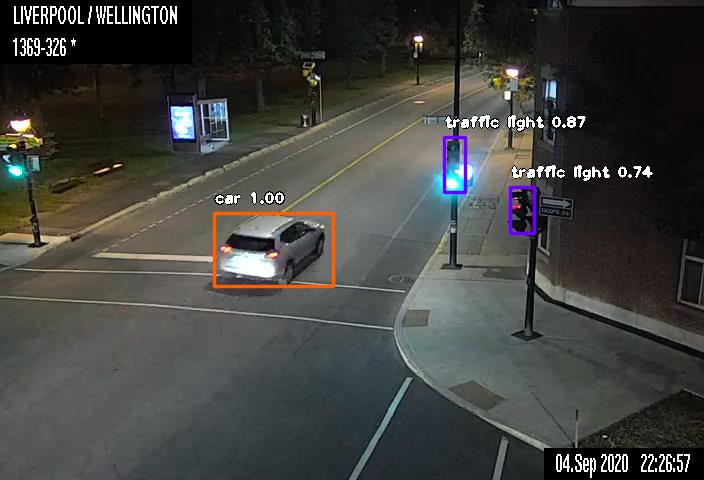 LIVERPOOL / WELLINGTON
1369-326 *
traffic light 0.87
traffic light 0.74
car 1.00
04.Sep 2020 22:26:57